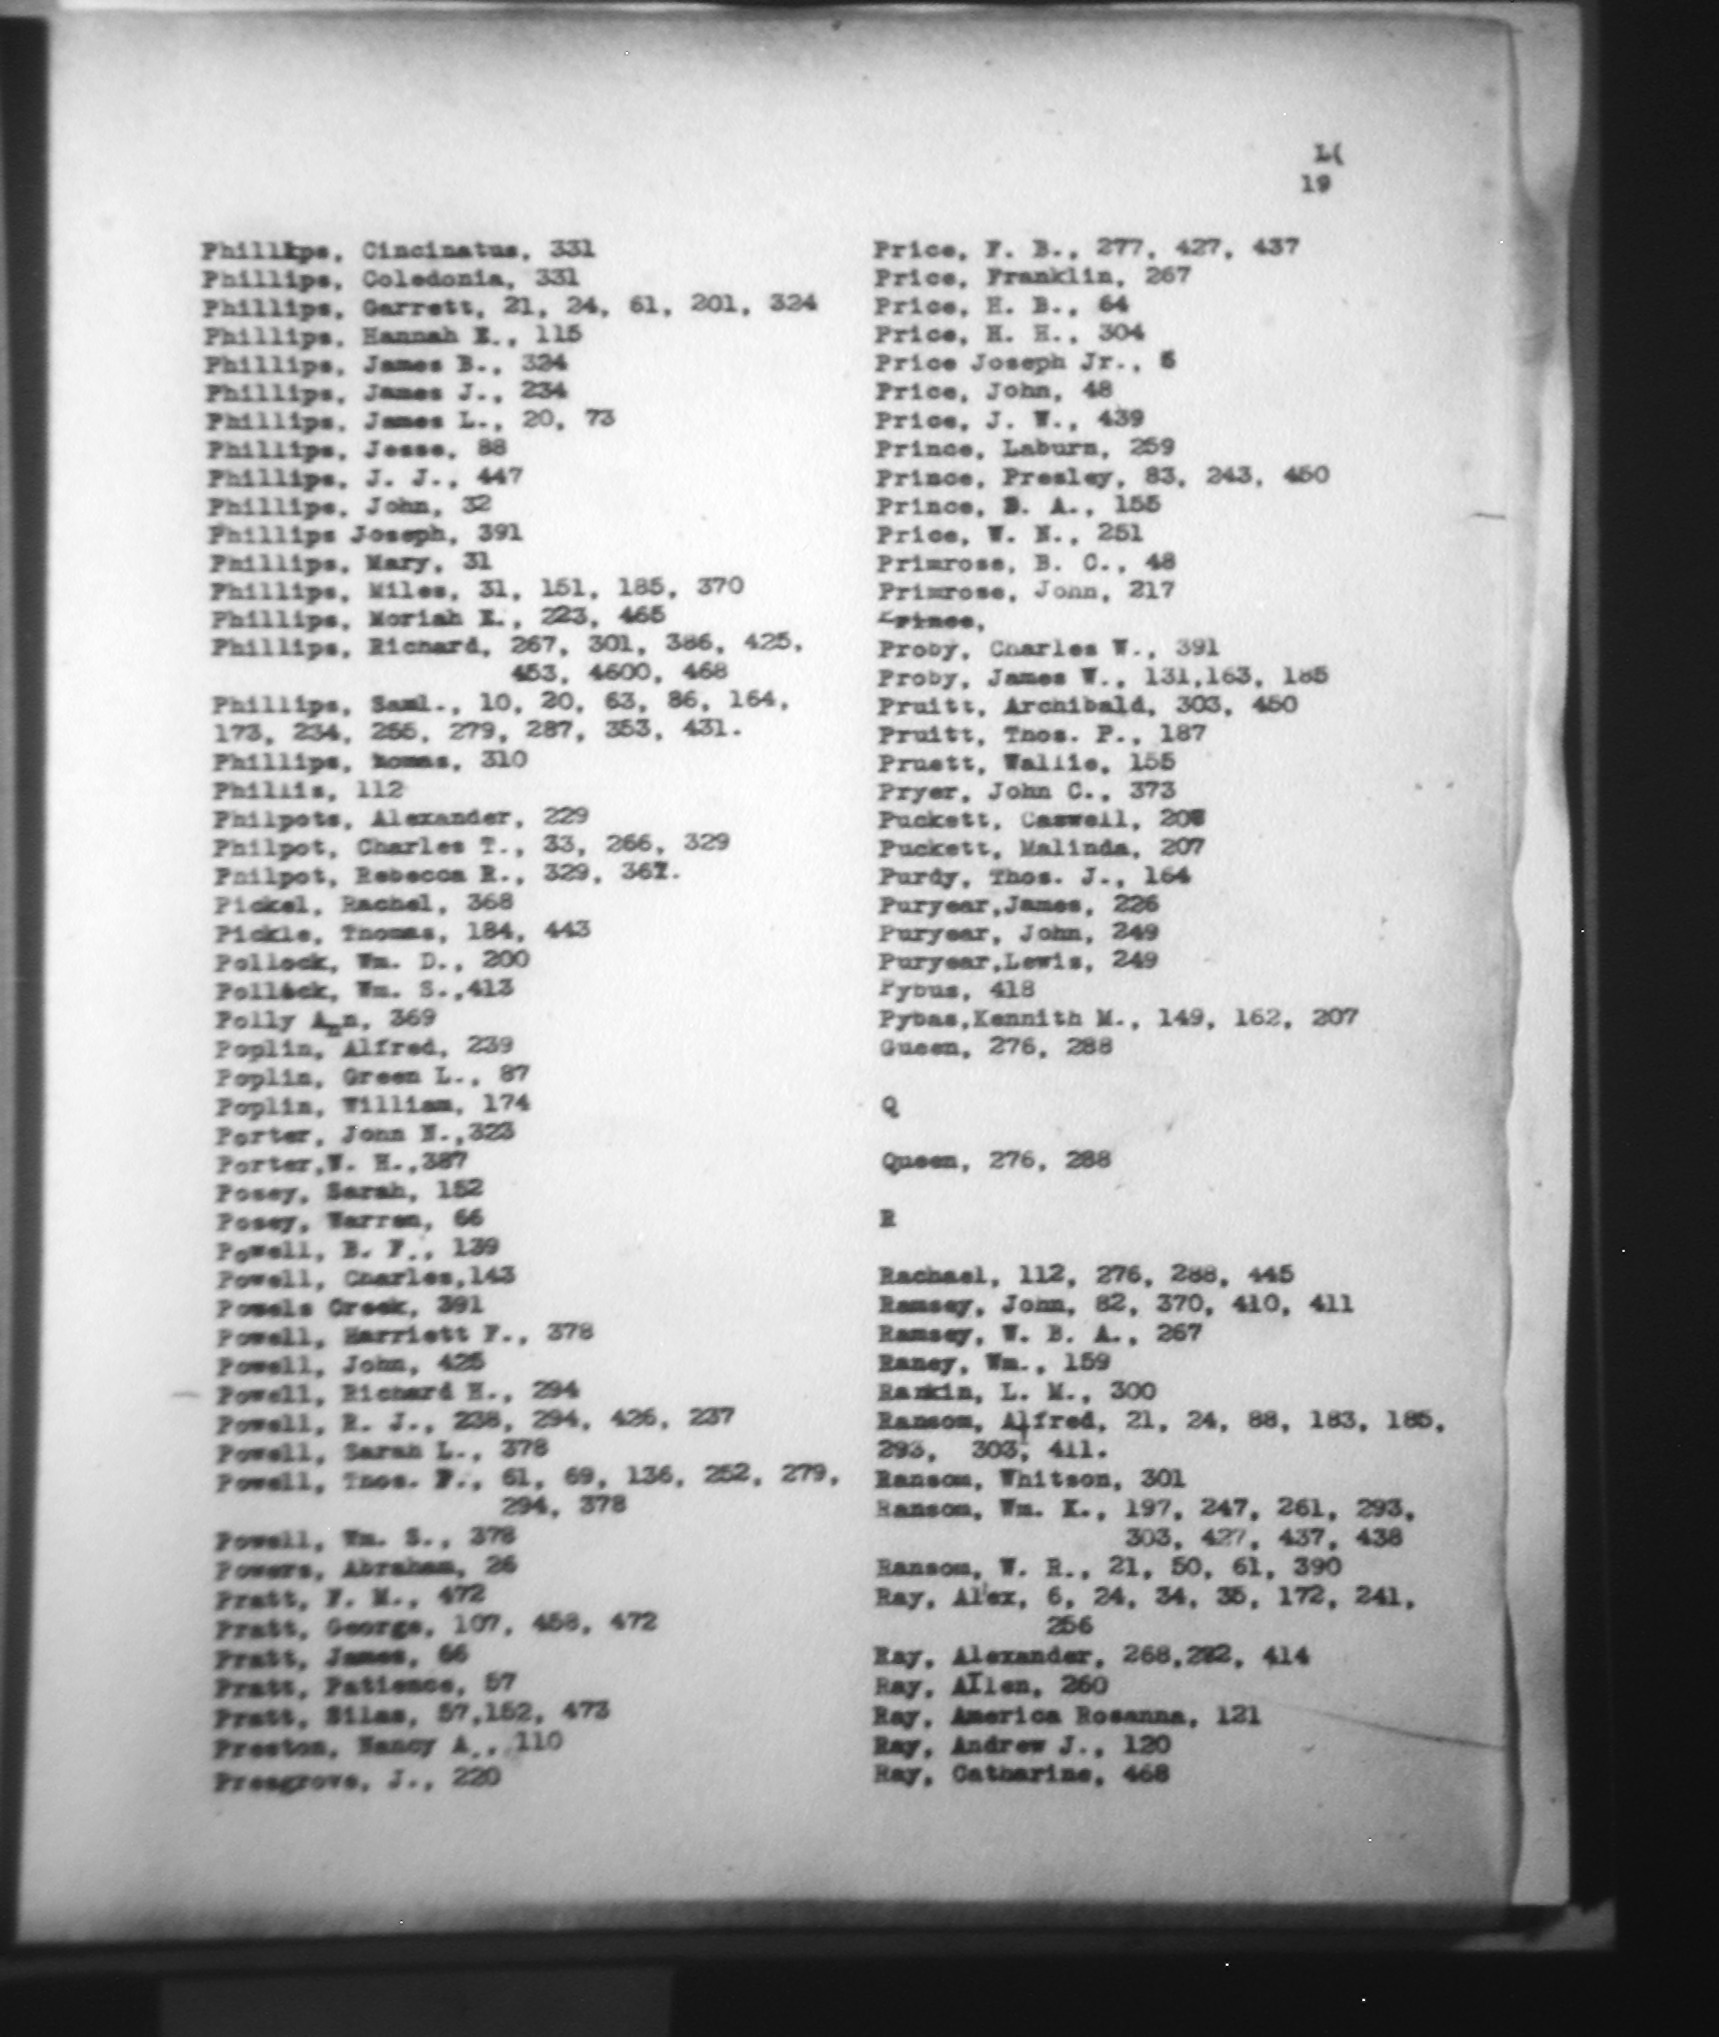 L(
19
Phillips, Cincinatus, 331
Phillips, Coledonia, 331
Phillips, Garrett, 21, 24, 61, 201, 324
Phillips, Hannah E., 115
Phillips, James B., 324
Phillips, James J., 234
Phillips, James L., 20, 73
Phillips, Jesse, 88
Phillips, J. J., 447
Phillips, John, 32
Phillips Joseph, 391
Phillips, Mary, 31
Phillips, Miles, 31, 151, 185, 370
Phillips, Moriah E., 223, 465
Phillips, Richard, 267, 301, 386, 425,
453, 4600, 468
Phillips, Saml., 10, 20, 63, 86, 164,
173, 234, 255, 279, 287, 353, 431.
Phillips, homas, 310
Phillis, 112
Philpots, Alexander, 229
Philpot, Charles T., 33, 266, 329
Philpot, Rebecca R., 329, 367.
Pickel, Rachel, 368
Pickle, Thomas, 184, 443
Pollock, Wm. D., 200
Pollock, Wm. S.,413
Polly Ann, 369
Poplin, Alfred, 239
Poplin, Green L., 87
Poplin, William, 174
Porter, John N.,323
Porter,W. H.,387
Posey, Sarah, 152
Posey, Warren, 66
Powell, B. F., 139
Powell, Charles,143
Powels Creek, 391
Powell, Harriett F., 378
Powell, John, 425
Powell, Richard H., 294
Powell, R. J., 238, 294, 426, 237
Powell, Sarah L., 378
Powell, Thos. F., 61, 69, 136, 252, 279,
294, 378
Powell, Wm. S., 378
Powers, Abraham, 26
Pratt, F. M., 472
Pratt, George, 107, 458, 472
Pratt, James, 66
Pratt, Patience, 57
Pratt, Silas, 57,152, 473
Preston, Nancy A., 110
Presgrove, J., 220
Price, F. B., 277, 427, 437
Price, Franklin, 267
Price, H. B., 64
Price, H. H., 304
Price Joseph Jr.,
Price, John, 48
Price, J. W., 439
Prince, Laburn, 259
Prince, Presley, 83, 243, 450
Prince, B. A., 155
Price, W. N., 251
Primrose, B. C., 48
Primrose, John, 217
Prince,
Proby, Charles W., 391
Proby, James W., 131,163, 185
Pruitt, Archibald, 303, 450
Pruitt, Thos. P., 187
Pruett, Wallie, 155
Pryer, John C., 373
Puckett, Caswell,
Puckett, Malinda, 207
Purdy, Thos. J., 164
Puryear,James, 226
Puryear, John, 249
Puryear,Lewis, 249
Pybus, 418
Pybas,Kennith M., 149, 162, 207
Gueen, 276, 288
Q
Queen, 276, 288
R
Rachael, 112, 276, 288, 445
Ramsey, John, 82, 370, 410, 411
Ramsey, W. B. A., 267
Raney, Wm., 159
Rankin, L. M., 300
Ransom, Alfred, 21, 24, 88, 183, 185,
293, 303, 411.
Ransom, Whitson, 301
Ransom, Wm. K., 197, 247, 261, 293,
303, 427, 437, 438
Ransom, W. R., 21, 50, 61, 390
Ray, Alex, 6, 24, 34, 35, 172, 241,
256
Ray, Alexander, 268, 414
Ray, Allen, 260
Ray, America Rosanna, 121
Ray, Andrew J., 120
Ray, Catharine, 468